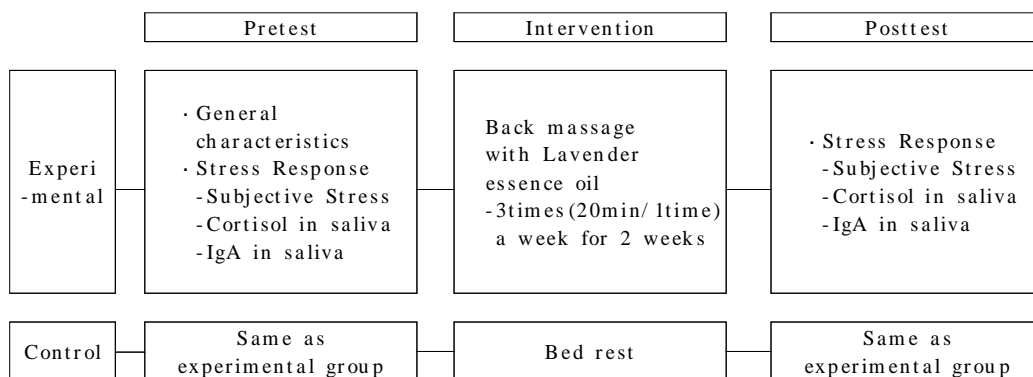 Pretest
Intervention
Posttest
Experi
-mental
· General
characteristics
· Stress Response
-Subjective Stress
-Cortisol in saliva
-IgA in saliva
Back massage
with Lavender
essence oil
-3times(20min/ 1time)
a week for 2 weeks
· Stress Response
-Subjective Stress
-Cortisol in saliva
-IgA in saliva
Control
Same as
experimental group
Bed rest
Same as
experimental group